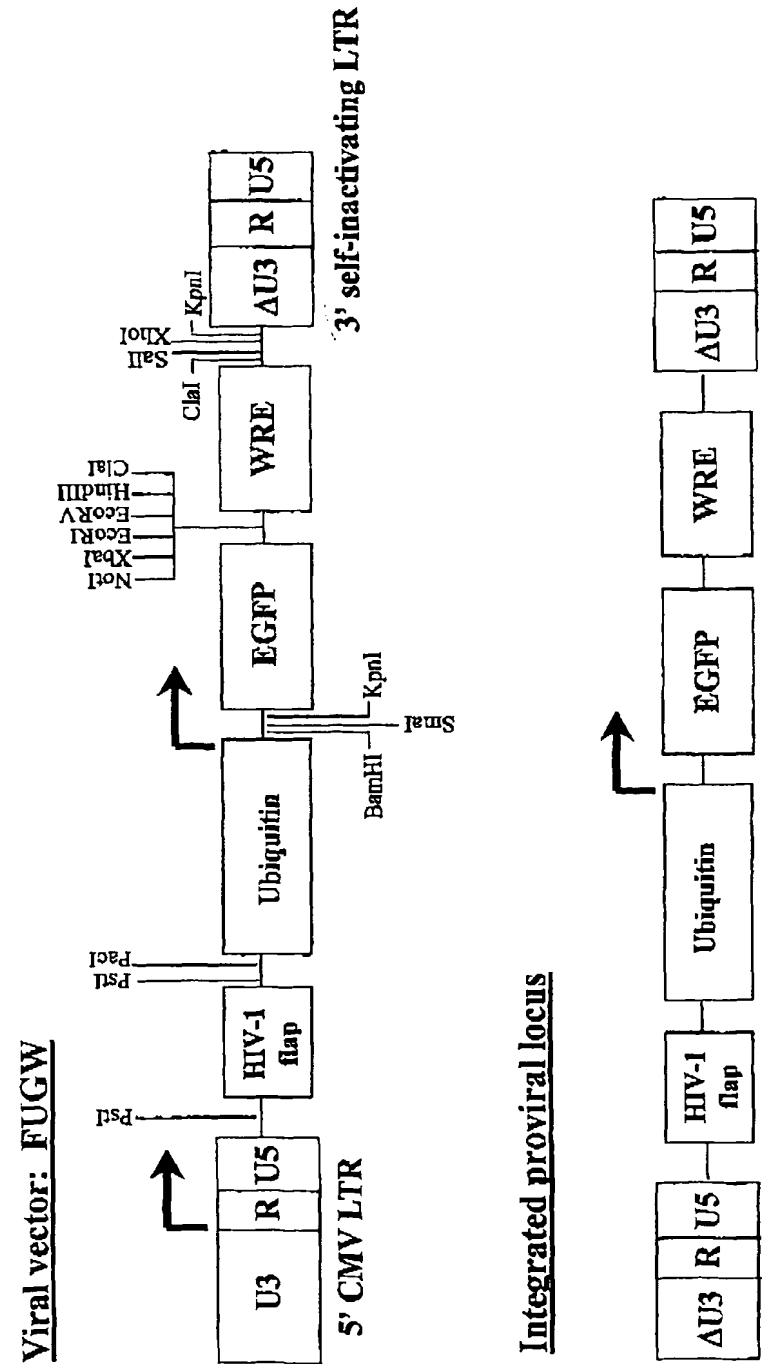 Viral vector: FUGW
U3 R U5
5' CMV LTR
PstI
HIV-1
flap
PstI
PacI
Ubiquitin
BamHI
SmaI
KpnI
EGFP
NotI
XbaI
EcoRI
EcoRV
HindIII
ClaI
WRE
ClaI
SalI
XhoI
KpnI
ΔU3 R U5
3' self-inactivating LTR
Integrated proviral locus
ΔU3 R U5
HIV-1
flap
Ubiquitin
EGFP
WRE
ΔU3 R U5